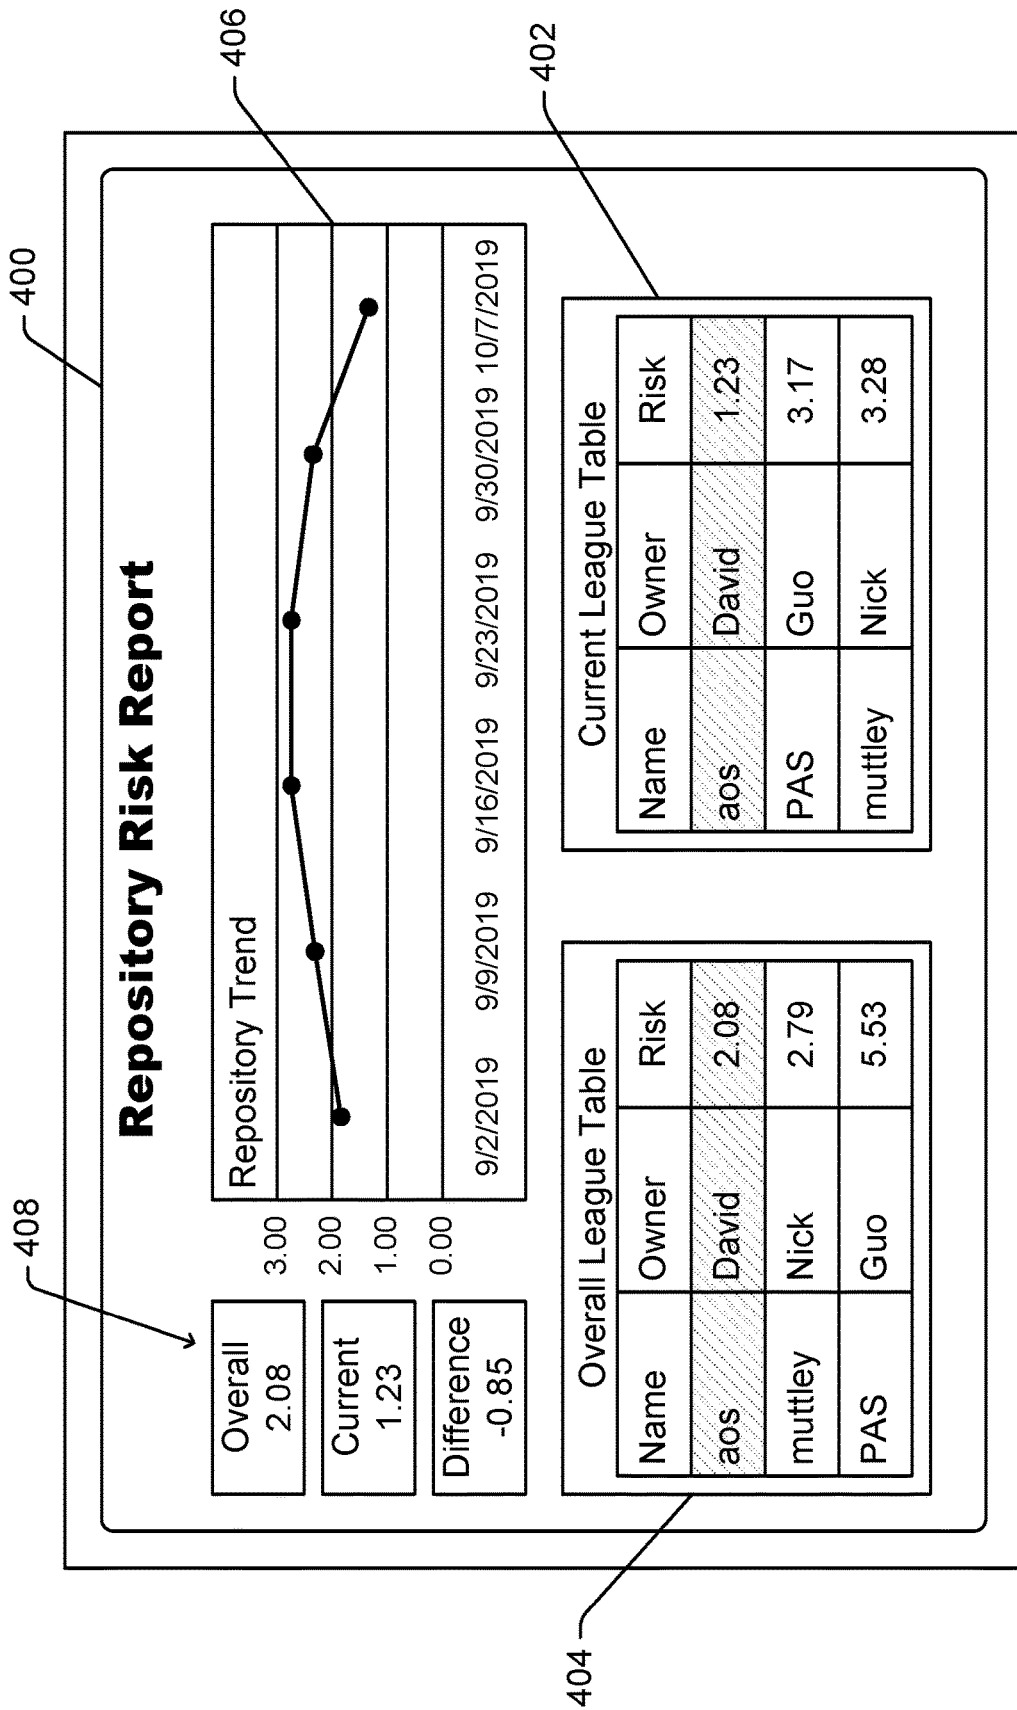 400
408
Repository Risk Report
406
Overall
2.08
Current
1.23
Difference
-0.85
Repository Trend
3.00
2.00
1.00
0.00
9/2/2019 9/9/2019 9/16/2019 9/23/2019 9/30/2019 10/7/2019
Overall League Table
Name Owner Risk
aos David 2.08
muttley Nick 2.79
PAS Guo 5.53
404
Current League Table
Name Owner Risk
aos David 1.23
PAS Guo 3.17
muttley Nick 3.28
402